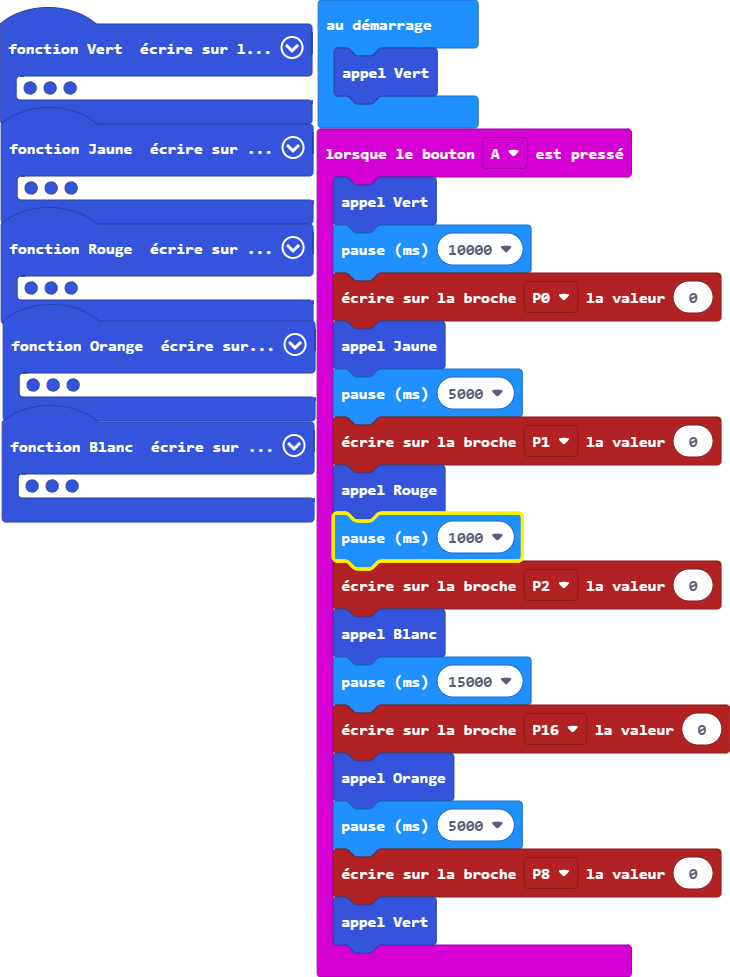 fonction Vert écrire sur l...
fonction Jaune écrire sur ...
fonction Rouge écrire sur ...
fonction Orange écrire sur...
fonction Blanc écrire sur ...
au démarrage
appel Vert
lorsque le bouton A est pressé
appel Vert
pause (ms) 10000
écrire sur la broche P0 la valeur 0
appel Jaune
pause (ms) 5000
écrire sur la broche P1 la valeur 0
appel Rouge
pause (ms) 1000
écrire sur la broche P2 la valeur 0
appel Blanc
pause (ms) 15000
écrire sur la broche P16 la valeur 0
appel Orange
pause (ms) 5000
écrire sur la broche P8 la valeur 0
appel Vert